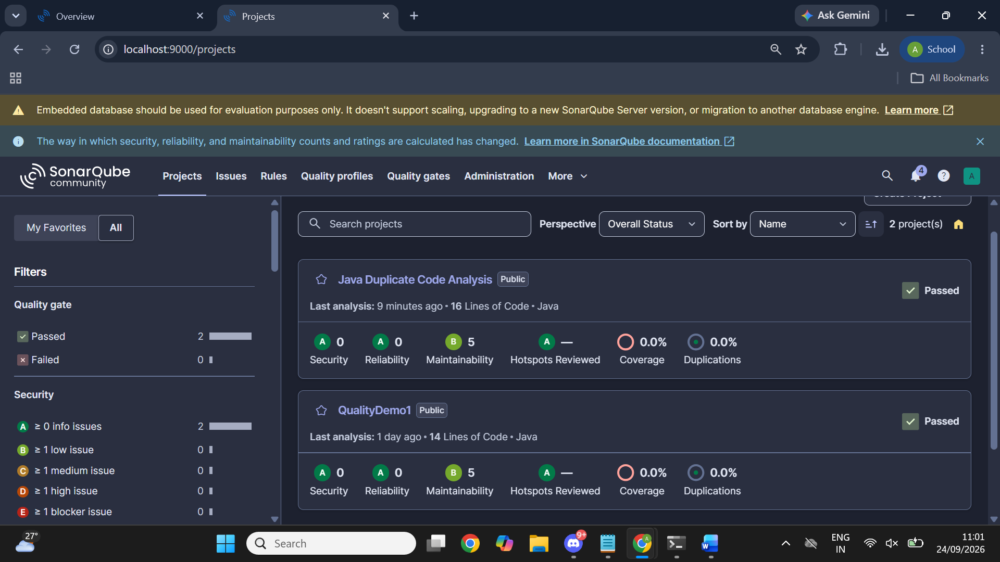 Overview
Projects
Ask Gemini
localhost:9000/projects
A School
All Bookmarks
Embedded database should be used for evaluation purposes only. It doesn't support scaling, upgrading to a new SonarQube Server version, or migration to another database engine. Learn more
The way in which security, reliability, and maintainability counts and ratings are calculated has changed. Learn more in SonarQube documentation
SonarQube
community
Projects Issues Rules Quality profiles Quality gates Administration More
4
?
A
My Favorites All
Filters
Quality gate
Passed 2
Failed 0
Security
A ≥ 0 info issues 2
B ≥ 1 low issue 0
C ≥ 1 medium issue 0
D ≥ 1 high issue 0
E ≥ 1 blocker issue 0
Search projects Perspective Overall Status Sort by Name 2 project(s)
Java Duplicate Code Analysis Public
Passed
Last analysis: 9 minutes ago • 16 Lines of Code • Java
A 0 A 0 B 5 A — 0.0% 0.0%
Security Reliability Maintainability Hotspots Reviewed Coverage Duplications
QualityDemo1 Public
Passed
Last analysis: 1 day ago • 14 Lines of Code • Java
A 0 A 0 B 5 A — 0.0% 0.0%
Security Reliability Maintainability Hotspots Reviewed Coverage Duplications
27°
Search
9+
A
W
ENG
IN
11:01
24/09/2026